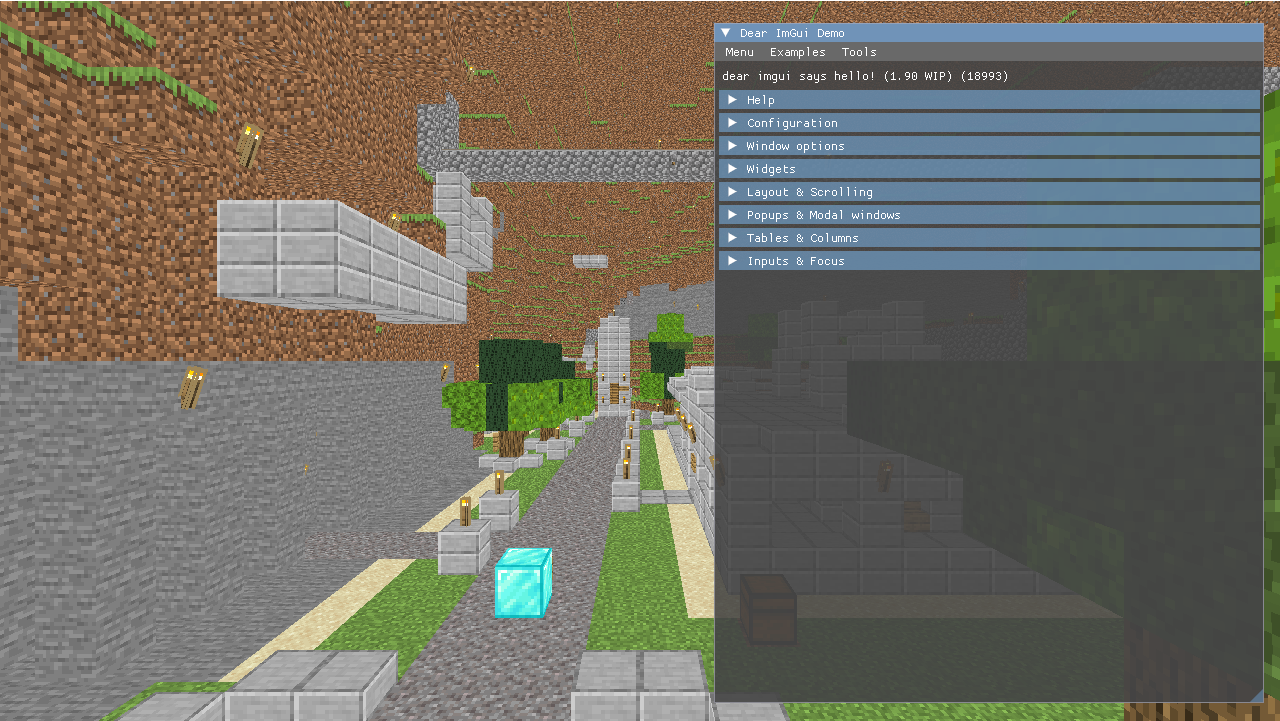 Dear ImGui Demo
Menu Examples Tools
dear imgui says hello! (1.90 WIP) (18993)
Help
Configuration
Window options
Widgets
Layout & Scrolling
Popups & Modal windows
Tables & Columns
Inputs & Focus